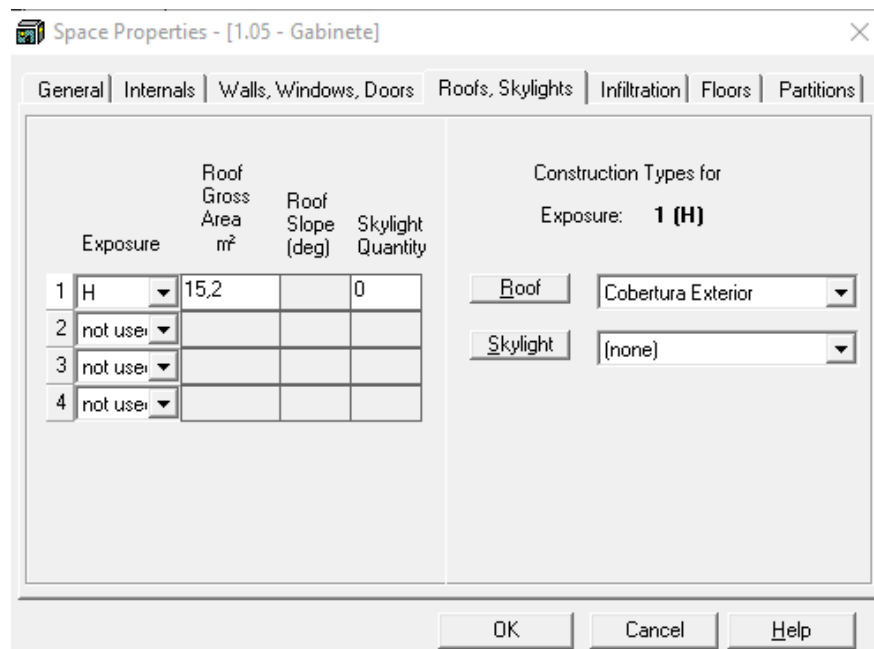 Space Properties - [1.05 - Gabinete]
General Internals Walls, Windows, Doors Roofs, Skylights Infiltration Floors Partitions
Exposure
Roof
Gross
Area
m²
Roof
Slope
(deg)
Skylight
Quantity
1 H 15,2 0
2 not use
3 not use
4 not use
Construction Types for
Exposure: 1 (H)
Roof Cobertura Exterior
Skylight (none)
OK Cancel Help